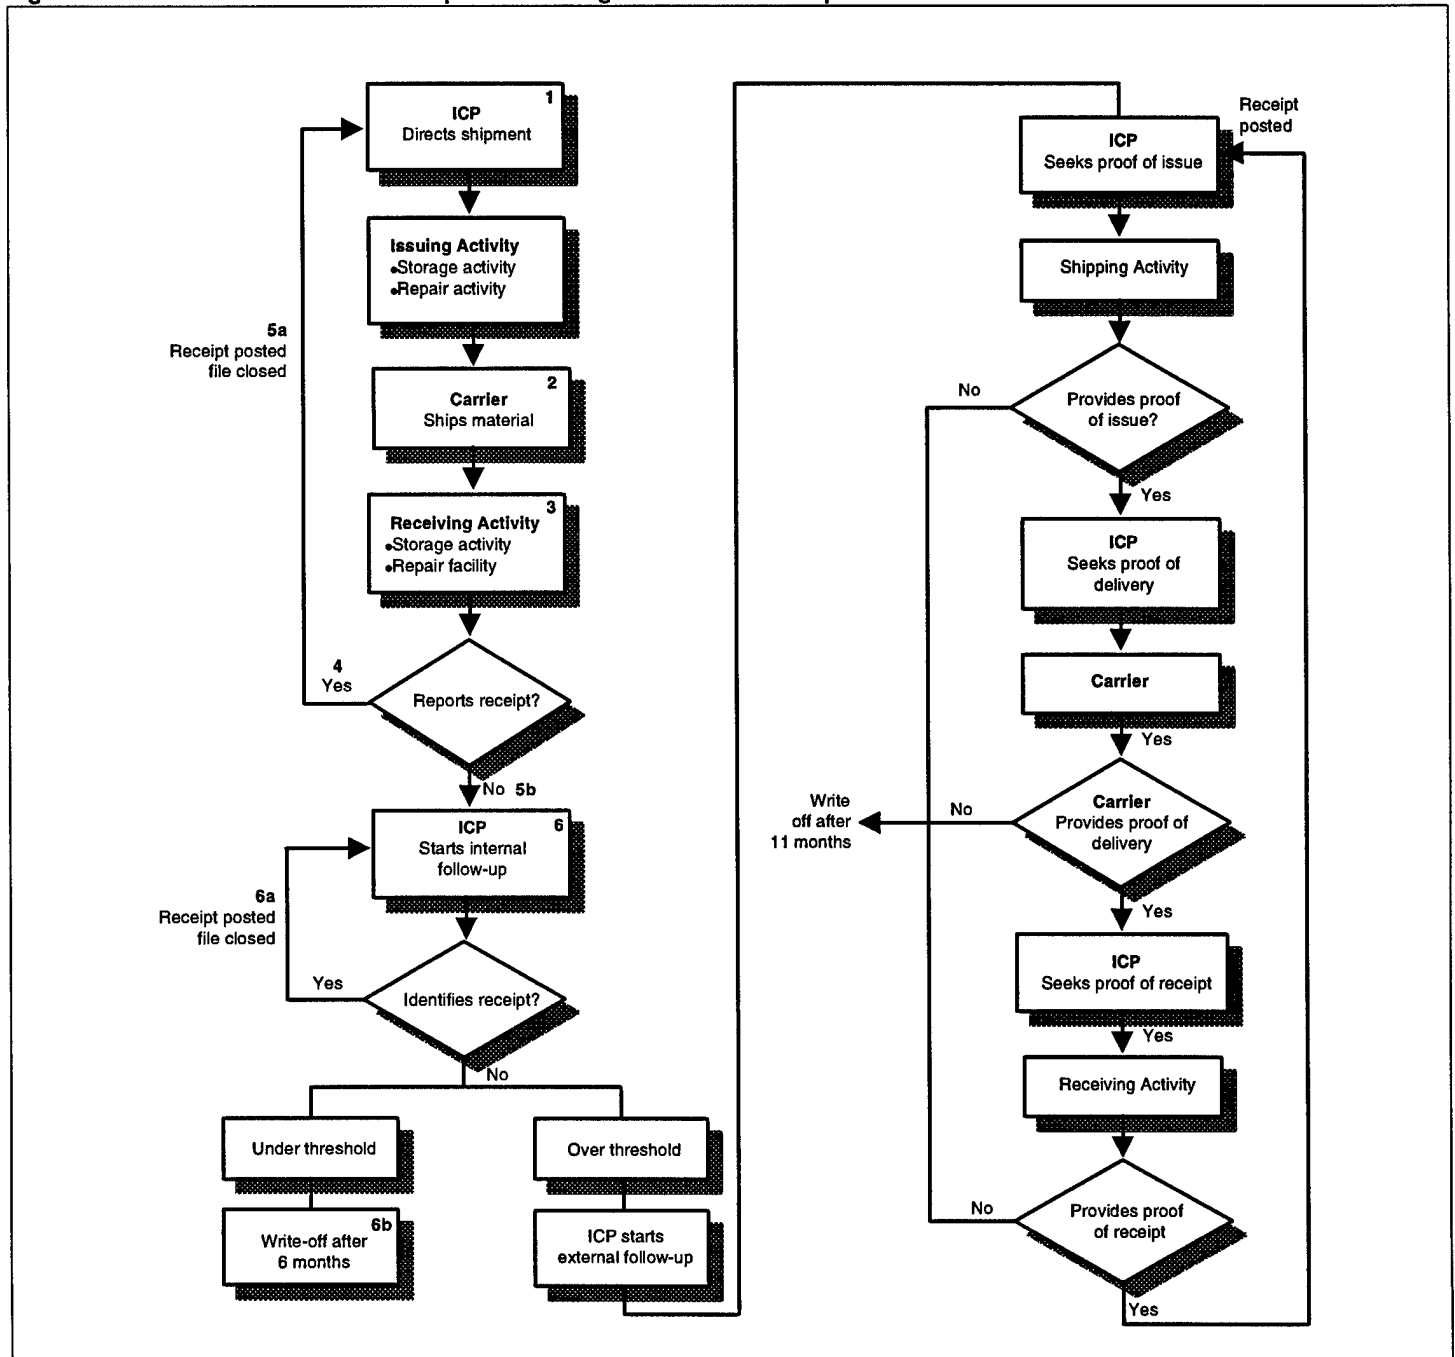 1
ICP
Directs shipment
Issuing Activity
•Storage activity
•Repair activity
5a
Receipt posted
file closed
2
Carrier
Ships material
3
Receiving Activity
•Storage activity
•Repair facility
4
Yes
Reports receipt?
No 5b
ICP 6
Starts internal
follow-up
6a
Receipt posted
file closed
Yes
Identifies receipt?
No
Under threshold
Over threshold
6b
Write-off after
6 months
ICP starts
external follow-up
Receipt
posted
ICP
Seeks proof of issue
Shipping Activity
No
Provides proof
of issue?
Yes
ICP
Seeks proof of
delivery
Carrier
Yes
Write
off after
11 months
No
Carrier
Provides proof of
delivery
Yes
ICP
Seeks proof of receipt
Yes
Receiving Activity
No
Provides proof
of receipt
Yes